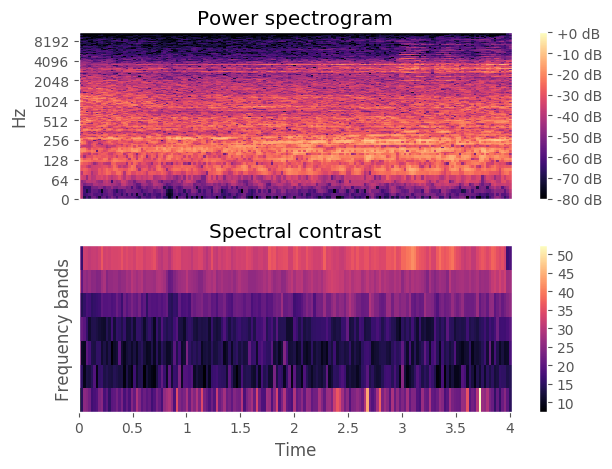 Power spectrogram
Hz
8192
4096
2048
1024
512
256
128
64
0
+0 dB
-10 dB
-20 dB
-30 dB
-40 dB
-50 dB
-60 dB
-70 dB
-80 dB
Spectral contrast
Frequency bands
50
45
40
35
30
25
20
15
10
0 0.5 1 1.5 2 2.5 3 3.5 4
Time